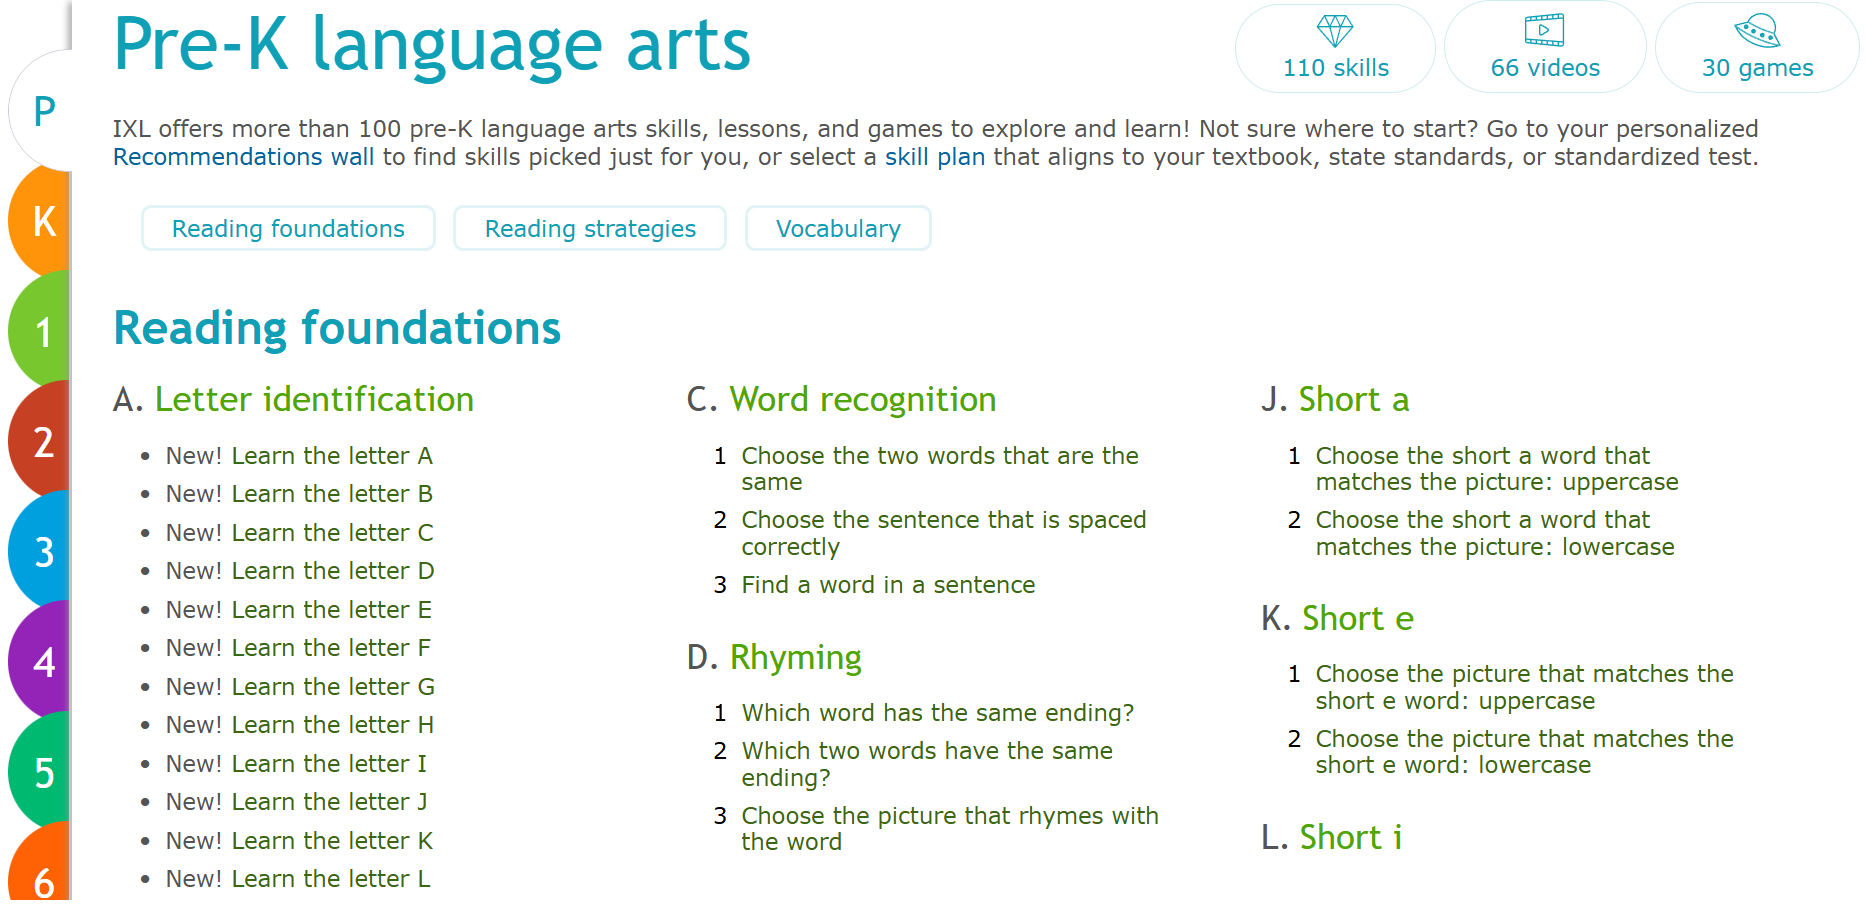 Pre-K language arts
110 skills
66 videos
30 games
IXL offers more than 100 pre-K language arts skills, lessons, and games to explore and learn! Not sure where to start? Go to your personalized
Recommendations wall to find skills picked just for you, or select a skill plan that aligns to your textbook, state standards, or standardized test.
Reading foundations
Reading strategies
Vocabulary
P
K
1
2
3
4
5
6
Reading foundations
A. Letter identification
• New! Learn the letter A
• New! Learn the letter B
• New! Learn the letter C
• New! Learn the letter D
• New! Learn the letter E
• New! Learn the letter F
• New! Learn the letter G
• New! Learn the letter H
• New! Learn the letter I
• New! Learn the letter J
• New! Learn the letter K
• New! Learn the letter L
C. Word recognition
1 Choose the two words that are the
same
2 Choose the sentence that is spaced
correctly
3 Find a word in a sentence
D. Rhyming
1 Which word has the same ending?
2 Which two words have the same
ending?
3 Choose the picture that rhymes with
the word
J. Short a
1 Choose the short a word that
matches the picture: uppercase
2 Choose the short a word that
matches the picture: lowercase
K. Short e
1 Choose the picture that matches the
short e word: uppercase
2 Choose the picture that matches the
short e word: lowercase
L. Short i